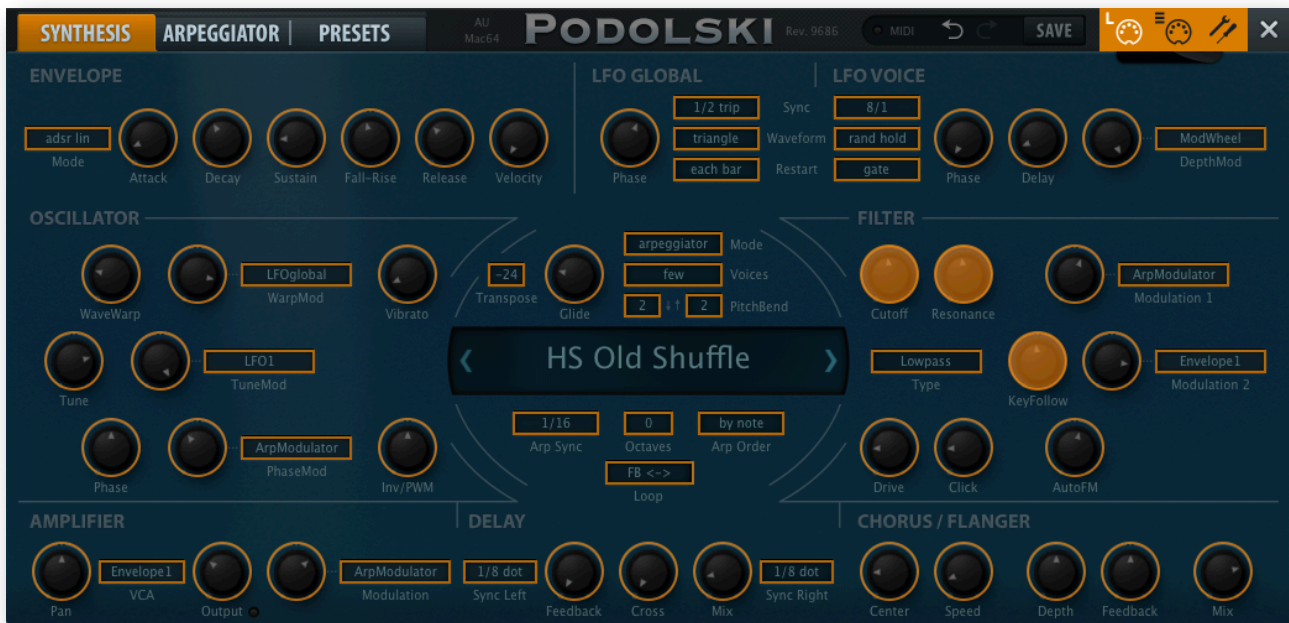 SYNTHESIS ARPEGGIATOR | PRESETS AU Mac64 PODOLSKI Rev. 9686 MIDI SAVE L
ENVELOPE LFO GLOBAL LFO VOICE
1/2 trip Sync 8/1
adsr lin triangle Waveform rand hold ModWheel
Mode each bar Restart gate DepthMod
Attack Decay Sustain Fall-Rise Release Velocity Phase Phase Delay
OSCILLATOR FILTER
arpeggiator Mode
LFOglobal -24 few Voices ArpModulator
WarpMod Transpose Modulation 1
WaveWarp Vibrato Glide 2 ↓↑ 2 PitchBend Cutoff Resonance
LFO1 HS Old Shuffle Lowpass Envelope1
TuneMod Type Modulation 2
Tune KeyFollow
1/16 0 by note
ArpModulator Arp Sync Octaves Arp Order
PhaseMod FB <->
Phase Inv/PWM Loop Drive Click AutoFM
AMPLIFIER DELAY CHORUS / FLANGER
Envelope1 ArpModulator 1/8 dot 1/8 dot
VCA Modulation Sync Left Sync Right
Pan Output Feedback Cross Mix Center Speed Depth Feedback Mix